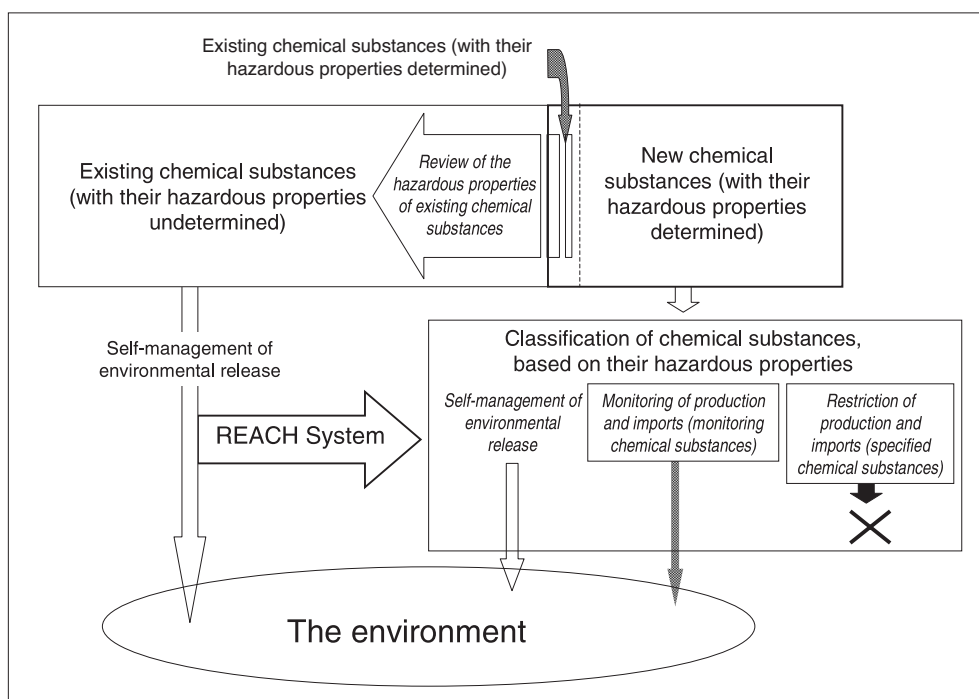 Existing chemical substances (with their
hazardous properties determined)
Existing chemical substances
(with their hazardous properties
undetermined)
Review of the
hazardous properties
of existing chemical
substances
New chemical
substances (with their
hazardous properties
determined)
Self-management of
environmental release
REACH System
Classification of chemical substances,
based on their hazardous properties
Self-management of
environmental
release
Monitoring of production
and imports (monitoring
chemical substances)
Restriction of
production and
imports (specified
chemical substances)
The environment